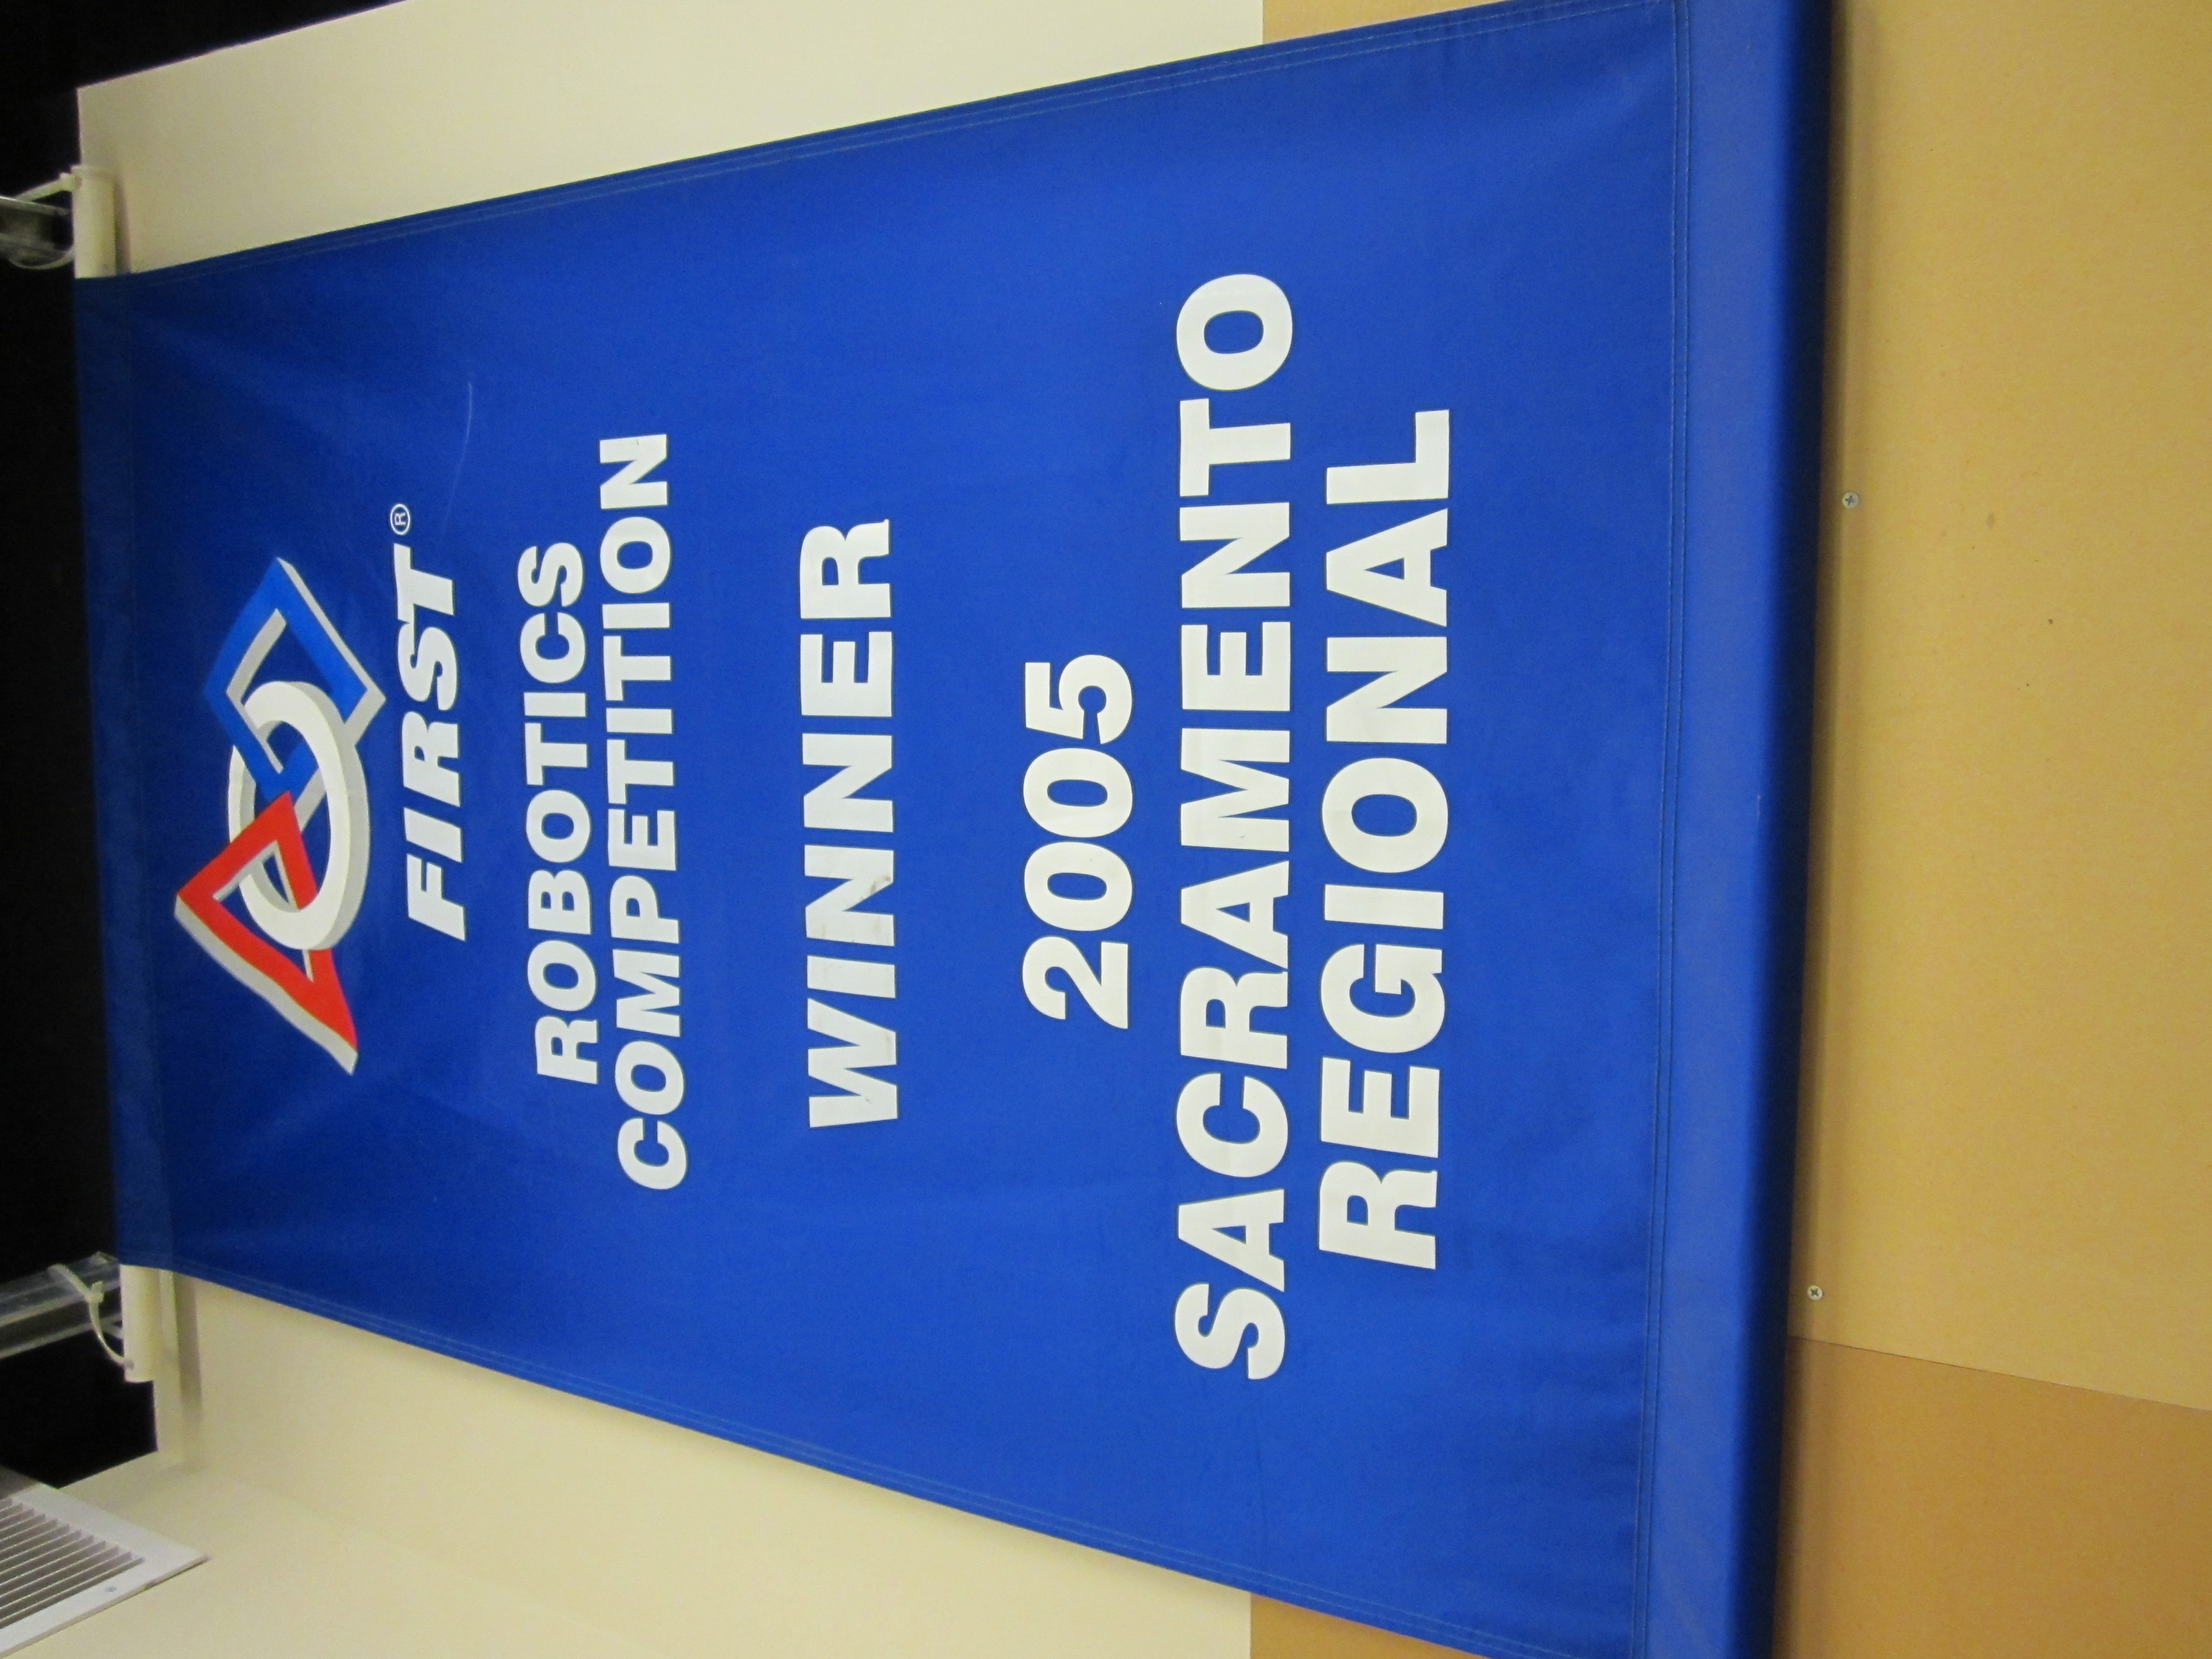 FIRST®
ROBOTICS
COMPETITION
WINNER
2005
SACRAMENTO
REGIONAL